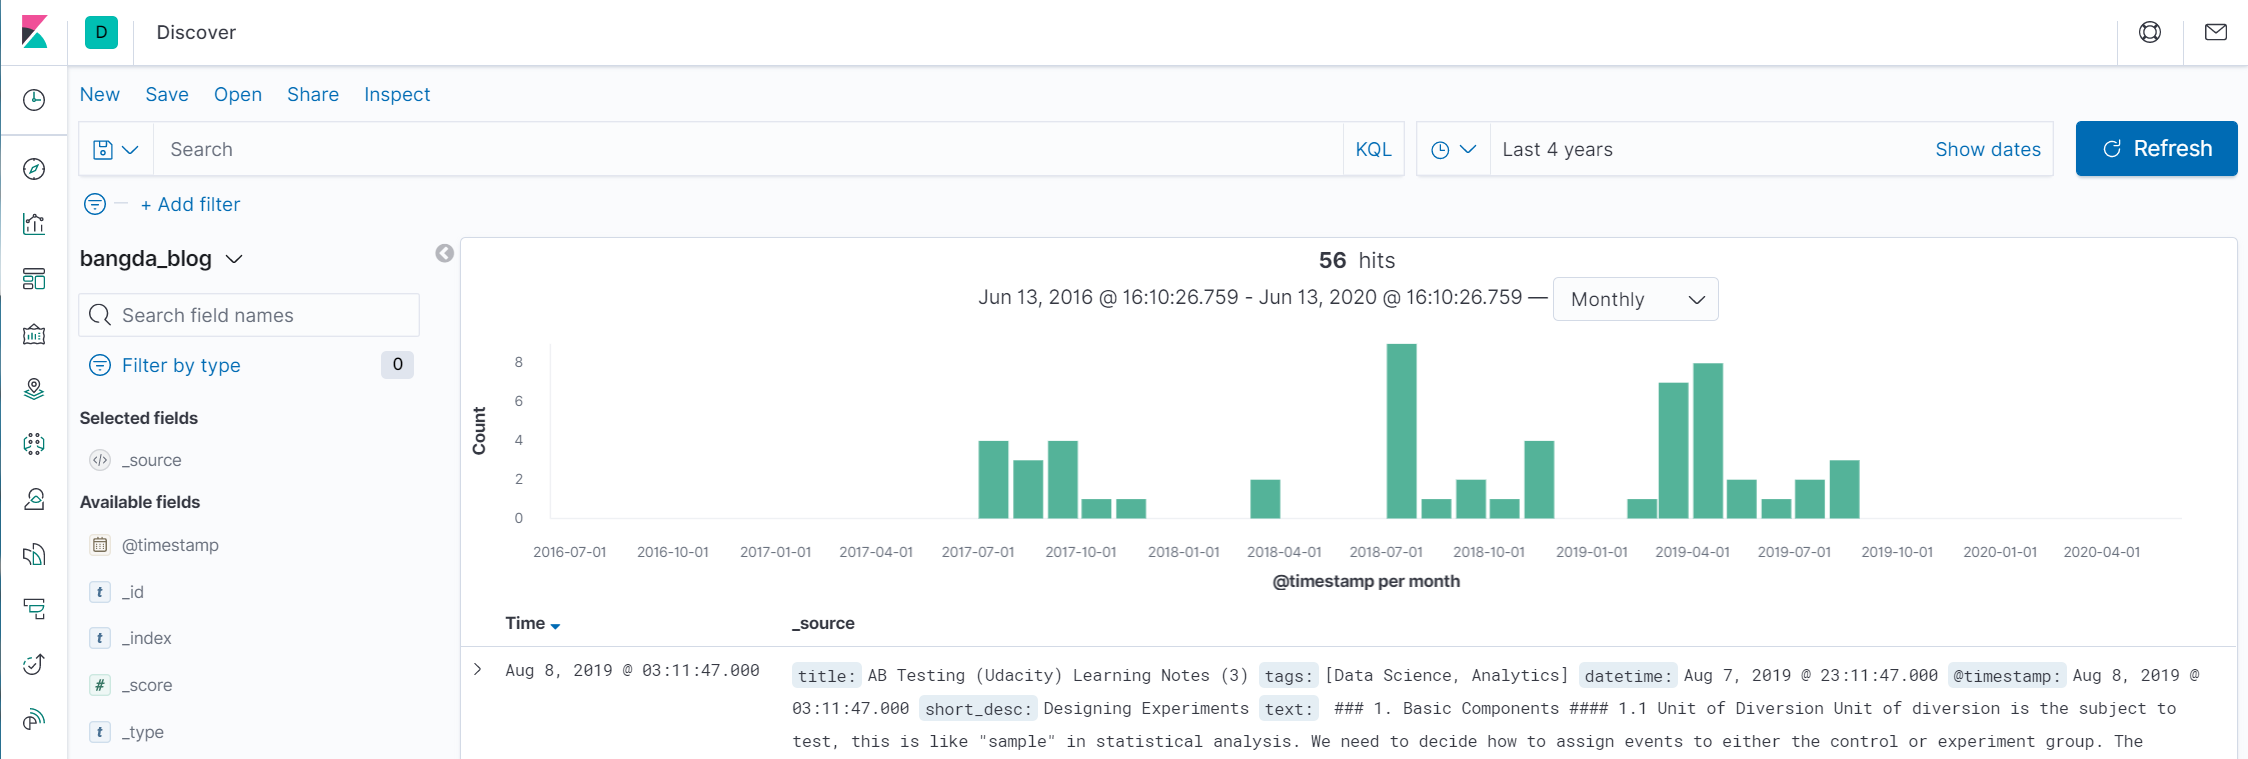 D Discover
New Save Open Share Inspect
Search KQL Last 4 years Show dates Refresh
+ Add filter
bangda_blog
Search field names
Filter by type 0
Selected fields
</> _source
Available fields
@timestamp
t _id
t _index
# _score
t _type
56 hits
Jun 13, 2016 @ 16:10:26.759 - Jun 13, 2020 @ 16:10:26.759 — Monthly
Count
8
6
4
2
0
2016-07-01 2016-10-01 2017-01-01 2017-04-01 2017-07-01 2017-10-01 2018-01-01 2018-04-01 2018-07-01 2018-10-01 2019-01-01 2019-04-01 2019-07-01 2019-10-01 2020-01-01 2020-04-01
@timestamp per month
Time _source
Aug 8, 2019 @ 03:11:47.000 title: AB Testing (Udacity) Learning Notes (3) tags: [Data Science, Analytics] datetime: Aug 7, 2019 @ 23:11:47.000 @timestamp: Aug 8, 2019 @
03:11:47.000 short_desc: Designing Experiments text: ### 1. Basic Components #### 1.1 Unit of Diversion Unit of diversion is the subject to
test, this is like "sample" in statistical analysis. We need to decide how to assign events to either the control or experiment group. The